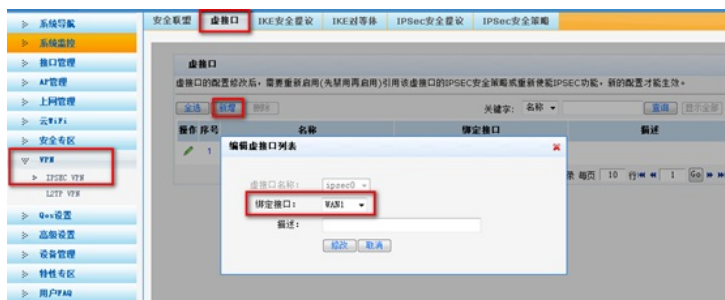 系统导航
系统监控
接口管理
AP管理
上网管理
云WiFi
安全专区
VPN
IPSEC VPN
L2TP VPN
Qos设置
高级设置
设备管理
特性专区
用户FAQ
安全联盟 虚接口 IKE安全提议 IKE对等体 IPSec安全提议 IPSec安全策略
虚接口
虚接口的配置修改后，需要重新启用(先禁用再启用)引用该虚接口的IPSEC安全策略或重新使能IPSEC功能，新的配置才能生效。
全选 新增 删除 关键字： 名称 查询 显示全部
操作 序号 名称 绑定接口 描述
1
录 每页 10 行 1 Go
编辑虚接口列表
虚接口名称： ipsec0
绑定接口： WAN1
描述：
修改 取消